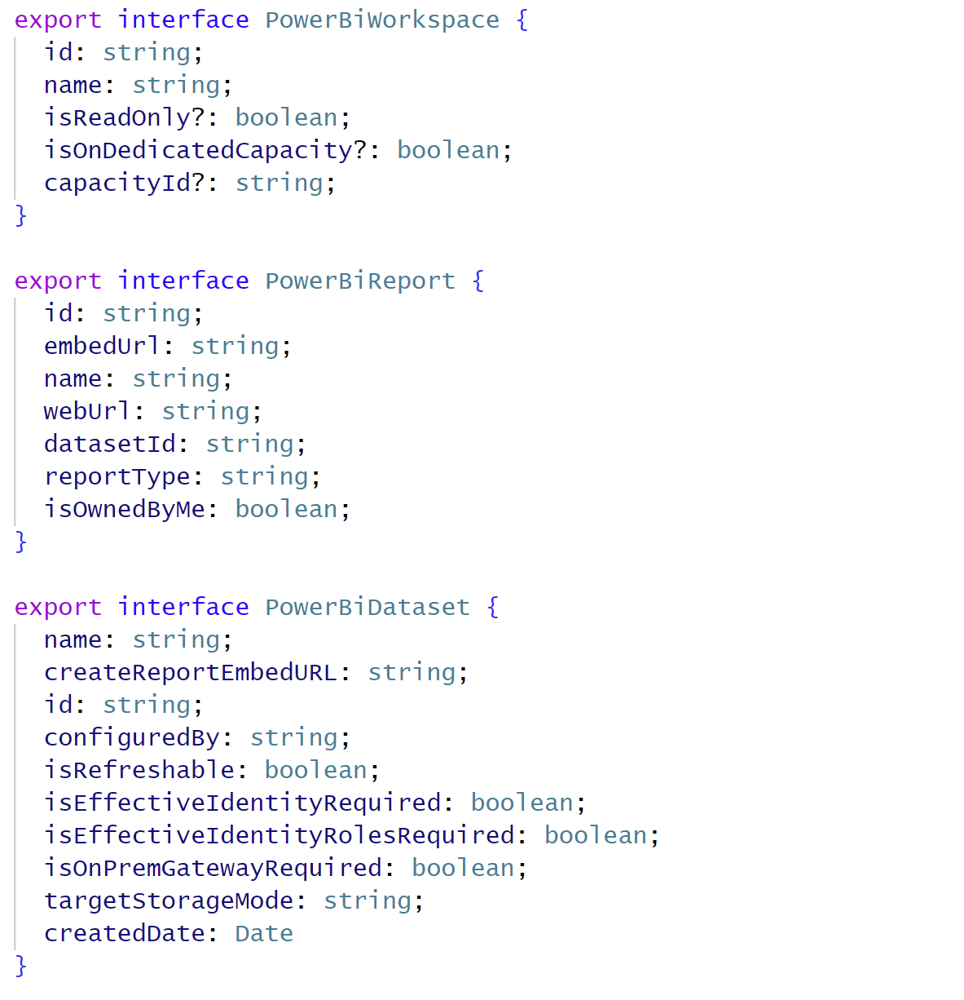 export interface PowerBiWorkspace {
  id: string;
  name: string;
  isReadOnly?: boolean;
  isOnDedicatedCapacity?: boolean;
  capacityId?: string;
}

export interface PowerBiReport {
  id: string;
  embedUrl: string;
  name: string;
  webUrl: string;
  datasetId: string;
  reportType: string;
  isOwnedByMe: boolean;
}

export interface PowerBiDataset {
  name: string;
  createReportEmbedURL: string;
  id: string;
  configuredBy: string;
  isRefreshable: boolean;
  isEffectiveIdentityRequired: boolean;
  isEffectiveIdentityRolesRequired: boolean;
  isOnPremGatewayRequired: boolean;
  targetStorageMode: string;
  createdDate: Date
}